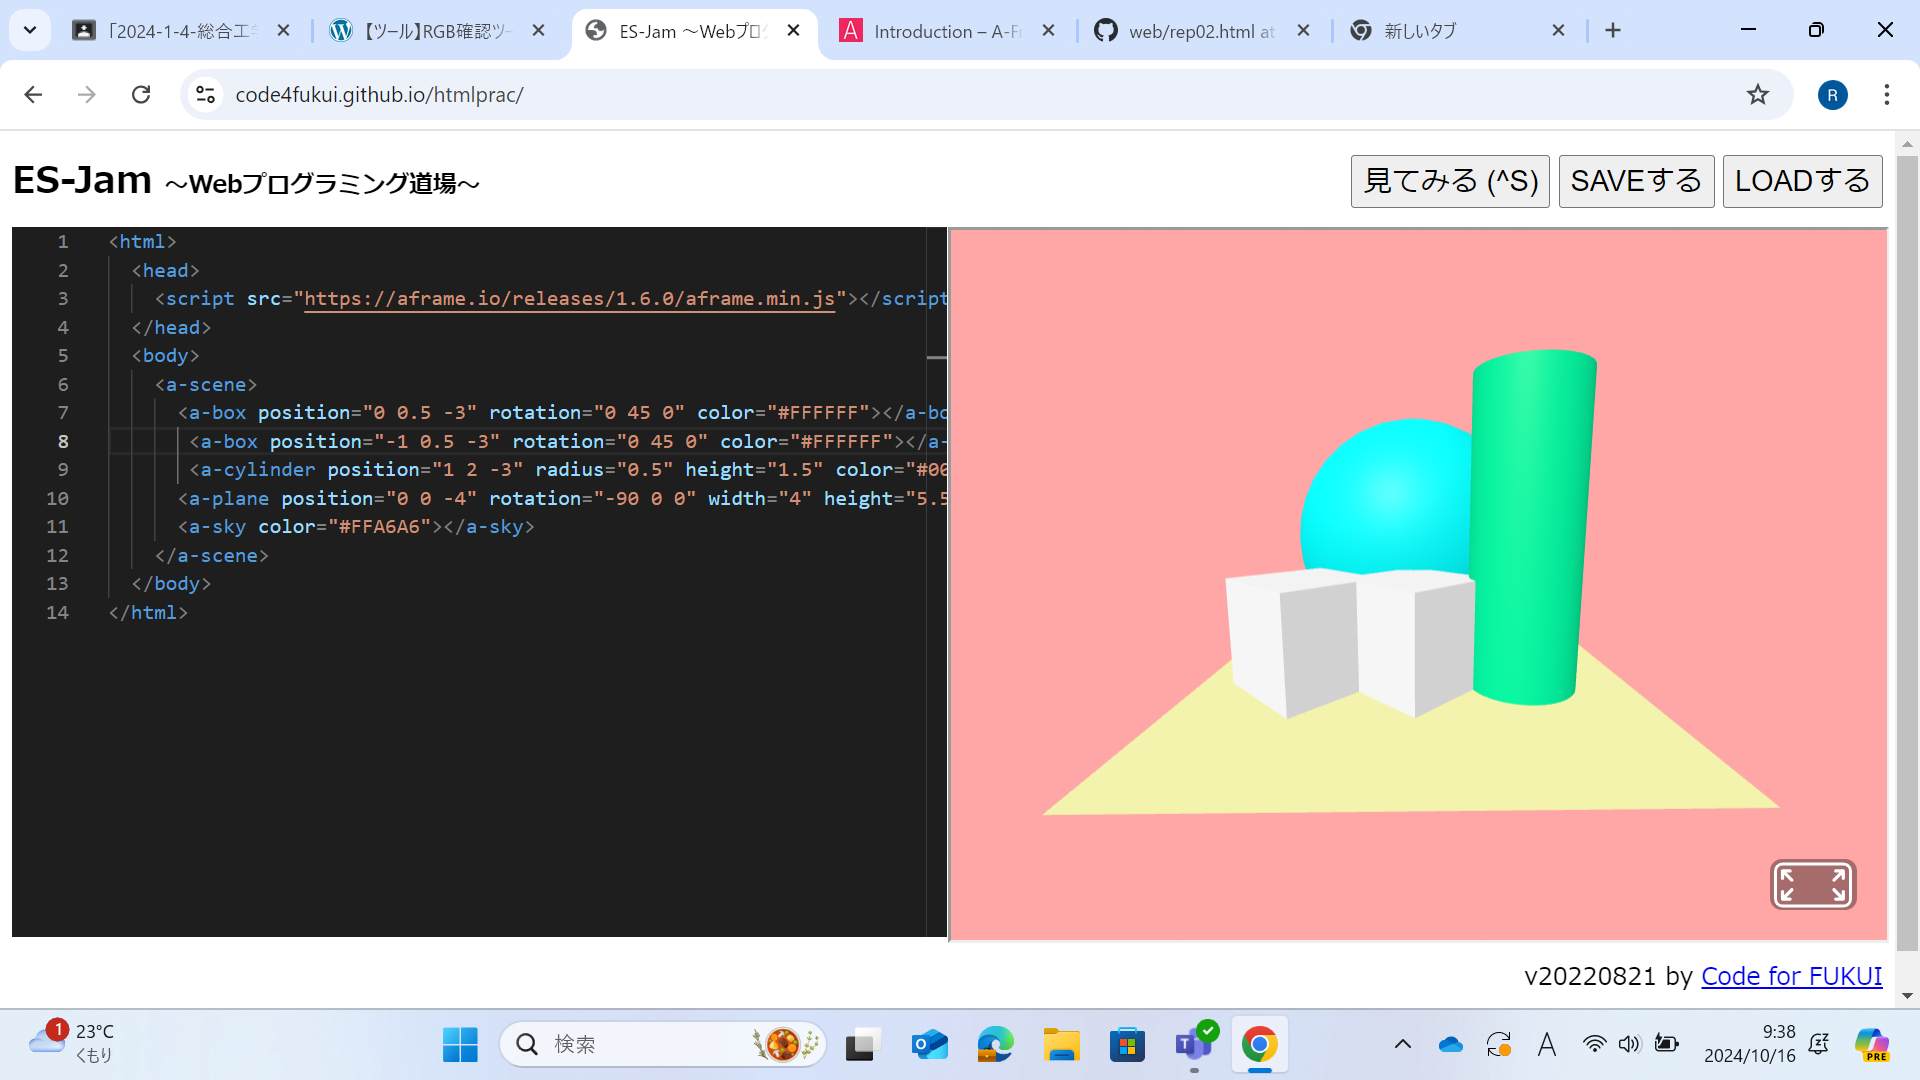 「2024-1-4-総合工学
【ツール】RGB確認ツー
ES-Jam ～Webプログ
Introduction – A-Fr
web/rep02.html at
新しいタブ
code4fukui.github.io/htmlprac/
R
ES-Jam ～Webプログラミング道場～
見てみる (^S)
SAVEする
LOADする
1 <html>
2 <head>
3 <script src="https://aframe.io/releases/1.6.0/aframe.min.js"></script
4 </head>
5 <body>
6 <a-scene>
7 <a-box position="0 0.5 -3" rotation="0 45 0" color="#FFFFFF"></a-bo
8 <a-box position="-1 0.5 -3" rotation="0 45 0" color="#FFFFFF"></a-
9 <a-cylinder position="1 2 -3" radius="0.5" height="1.5" color="#00
10 <a-plane position="0 0 -4" rotation="-90 0 0" width="4" height="5.5
11 <a-sky color="#FFA6A6"></a-sky>
12 </a-scene>
13 </body>
14 </html>
v20220821 by Code for FUKUI
1
23°C
くもり
検索
A
9:38
2024/10/16
PRE